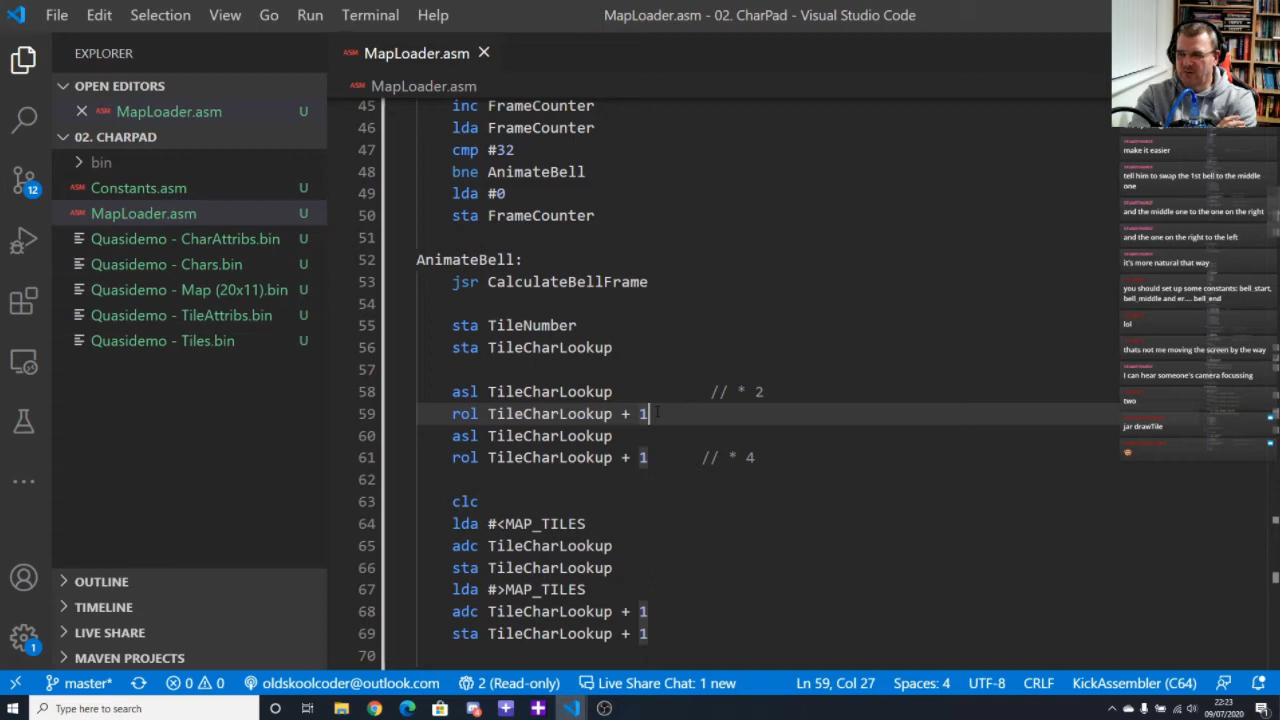 File Edit Selection View Go Run Terminal Help
MapLoader.asm - 02. CharPad - Visual Studio Code
EXPLORER
OPEN EDITORS
ASM MapLoader.asm U
02. CHARPAD
bin
ASM Constants.asm U
ASM MapLoader.asm U
Quasidemo - CharAttribs.bin U
Quasidemo - Chars.bin U
Quasidemo - Map (20x11).bin U
Quasidemo - TileAttribs.bin U
Quasidemo - Tiles.bin U
OUTLINE
TIMELINE
LIVE SHARE
MAVEN PROJECTS
12
1
ASM MapLoader.asm
ASM MapLoader.asm
45 inc FrameCounter
46 lda FrameCounter
47 cmp #32
48 bne AnimateBell
49 lda #0
50 sta FrameCounter
51
52 AnimateBell:
53 jsr CalculateBellFrame
54
55 sta TileNumber
56 sta TileCharLookup
57
58 asl TileCharLookup // * 2
59 rol TileCharLookup + 1
60 asl TileCharLookup
61 rol TileCharLookup + 1 // * 4
62
63 clc
64 lda #<MAP_TILES
65 adc TileCharLookup
66 sta TileCharLookup
67 lda #>MAP_TILES
68 adc TileCharLookup + 1
69 sta TileCharLookup + 1
70
make it easier
tell him to swap the 1st bell to the middle
one
and the middle one to the one on the right
and the one on the right to the left
it's more natural that way
you should set up some constants: bell_start,
bell_middle and er.... bell_end
lol
thats not me moving the screen by the way
I can hear someone's camera focussing
two
jar drawTile
master* 0 0 oldskoolcoder@outlook.com 2 (Read-only) Live Share Chat: 1 new Ln 59, Col 27 Spaces: 4 UTF-8 CRLF KickAssembler (C64)
Type here to search
22:23
09/07/2020